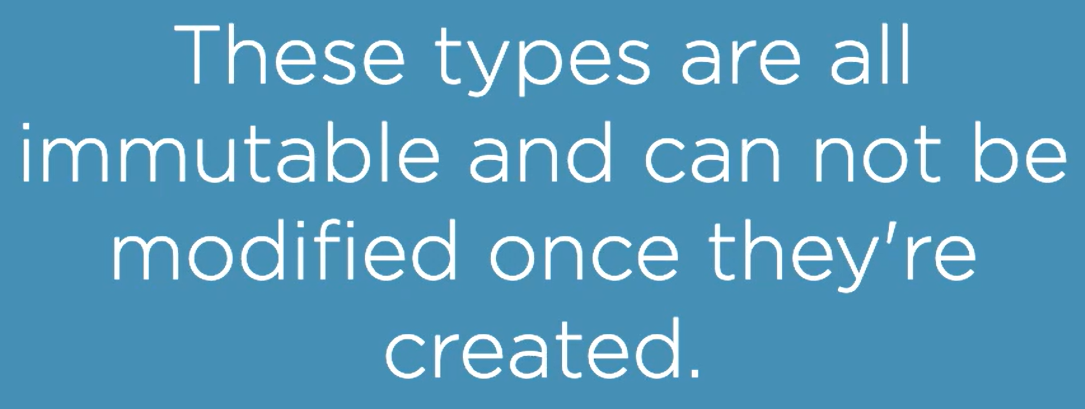 These types are all
immutable and can not be
modified once they're
created.